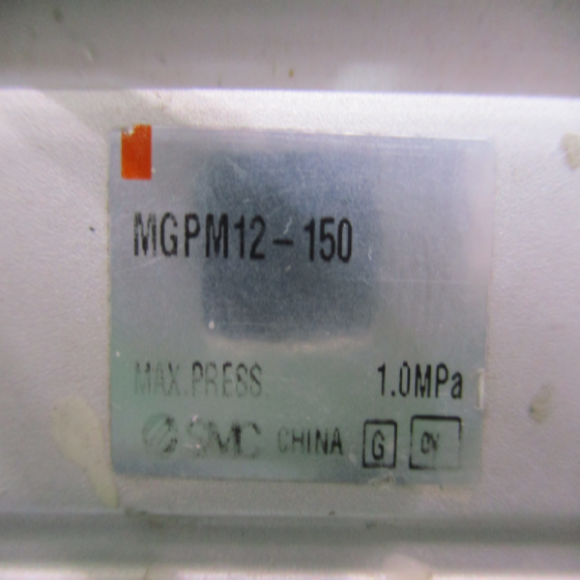 MGPM12-150
MAX.PRESS. 1.0MPa
SMC CHINA G